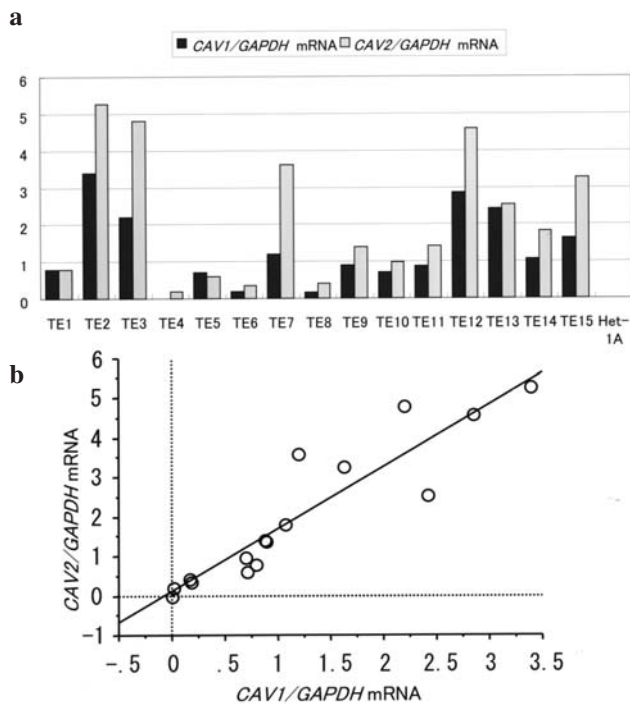 a
CAV1/GAPDH mRNA CAV2/GAPDH mRNA
6
5
4
3
2
1
0
TE1 TE2 TE3 TE4 TE5 TE6 TE7 TE8 TE9 TE10 TE11 TE12 TE13 TE14 TE15 Het-
1A
b
6
5
4
3
2
1
0
-1
CAV2/GAPDH mRNA
-.5 0 .5 1 1.5 2 2.5 3 3.5
CAV1/GAPDH mRNA